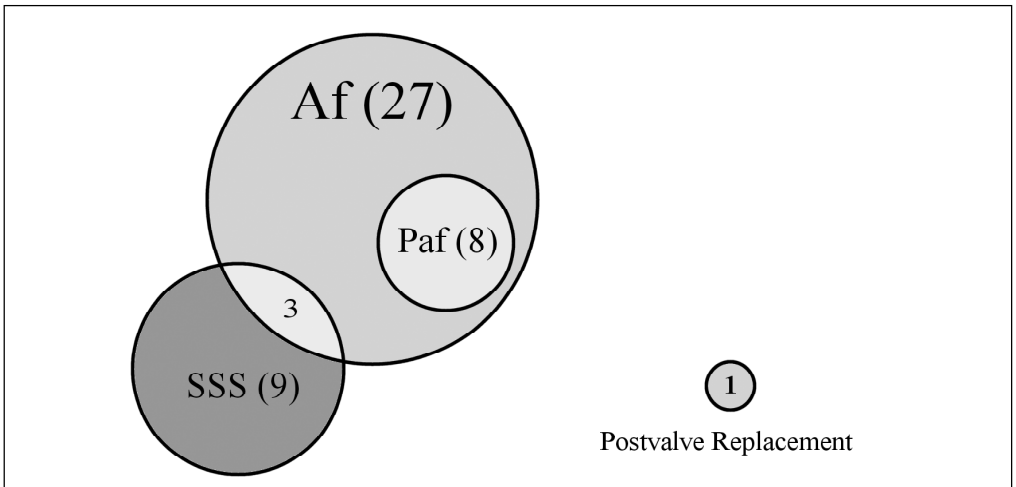 Af (27)
Paf (8)
3
SSS (9)
1
Postvalve Replacement